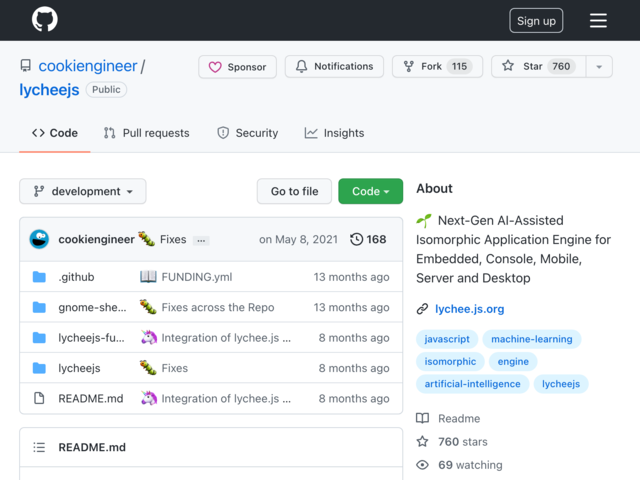 Sign up
cookiengineer /
lycheejs Public
Sponsor
Notifications
Fork 115
Star 760
Code
Pull requests
Security
Insights
development
Go to file
Code
cookiengineer Fixes ... on May 8, 2021 168
.github FUNDING.yml 13 months ago
gnome-she... Fixes across the Repo 13 months ago
lycheejs-fu... Integration of lychee.js ... 8 months ago
lycheejs Fixes 8 months ago
README.md Integration of lychee.js ... 8 months ago
README.md
About
Next-Gen AI-Assisted
Isomorphic Application Engine for
Embedded, Console, Mobile,
Server and Desktop
lychee.js.org
javascript machine-learning
isomorphic engine
artificial-intelligence lycheejs
Readme
760 stars
69 watching